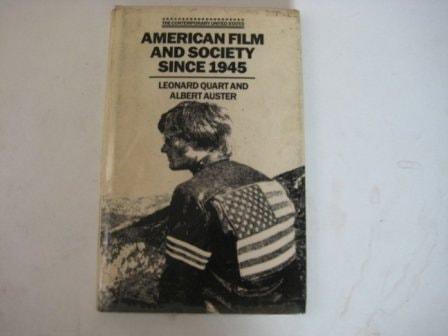 THE CONTEMPORARY UNITED STATES
AMERICAN FILM
AND SOCIETY
SINCE 1945
LEONARD QUART AND
ALBERT AUSTER